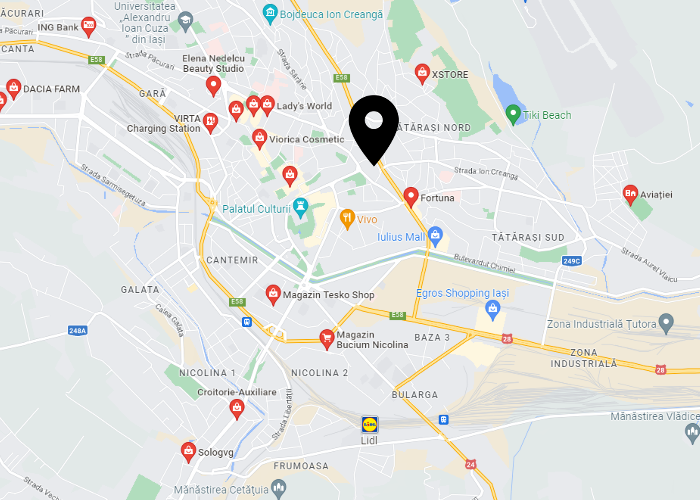 Universitatea
„Alexandru
Ioan Cuza
" din Iași
Bojdeuca Ion Creangă
ING Bank
Păcurari
PĂCURARI
CANTA
E58
Strada Păcurari
Strada Sărărie
Elena Nedelcu
Beauty Studio
E58
XSTORE
DACIA FARM
GARĂ
Lady's World
VIRTA
Charging Station
Tiki Beach
TĂTĂRAȘI NORD
Viorica Cosmetic
Strada Sarmisegetuza
Strada Ion Creangă
Fortuna
Aviației
Palatul Culturii
Vivo
Iulius Mall
TĂTĂRAȘI SUD
Strada Aurel Vlaicu
CANTEMIR
Bulevardul Chimiei
249C
GALATA
Magazin Tesko Shop
Egros Shopping Iași
E58
Calea Galata
E58
248A
Magazin
Bucium Nicolina
BAZA 3
28
Zona Industrială Țuțora
ZONA
INDUSTRIALĂ
28
NICOLINA 1
NICOLINA 2
Croitorie-Auxiliare
BULARGA
Strada Libertății
LIDL
Lidl
Mănăstirea Vlădice
Sologvg
FRUMOASA
24
Mănăstirea Cetățuia